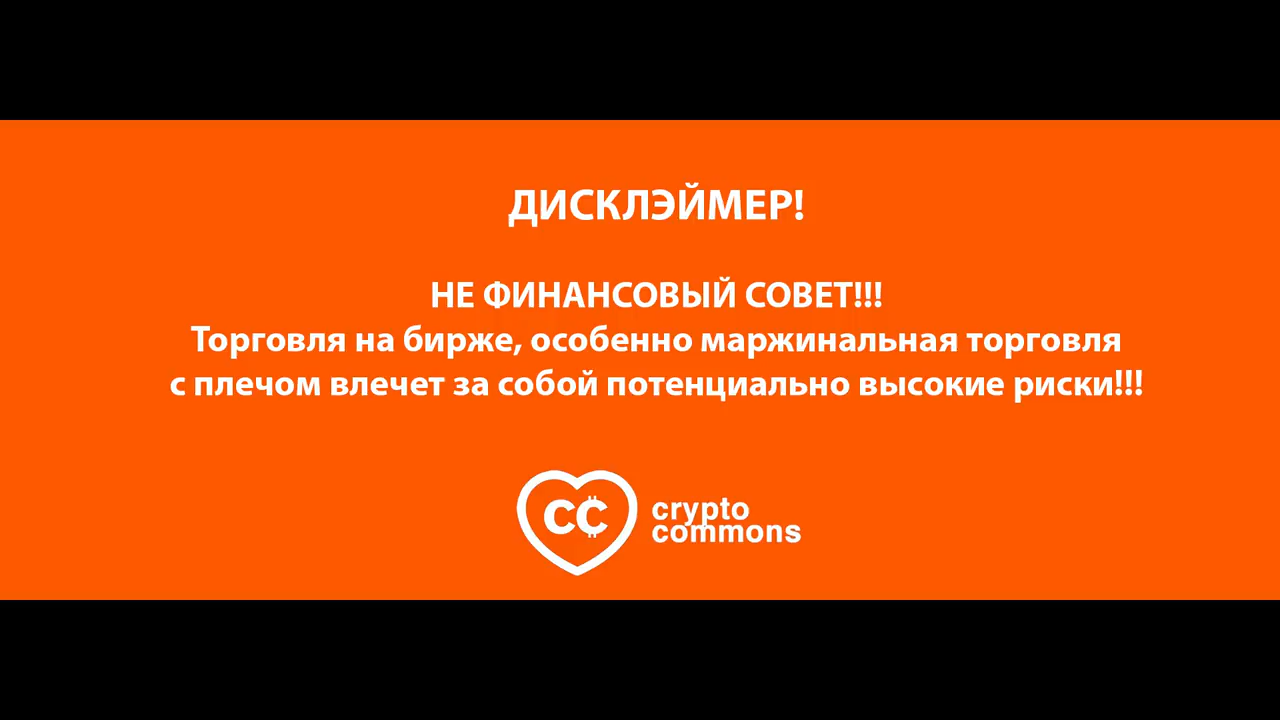 ДИСКЛЭЙМЕР!
НЕ ФИНАНСОВЫЙ СОВЕТ!!!
Торговля на бирже, особенно маржинальная торговля
с плечом влечет за собой потенциально высокие риски!!!
CC crypto
commons